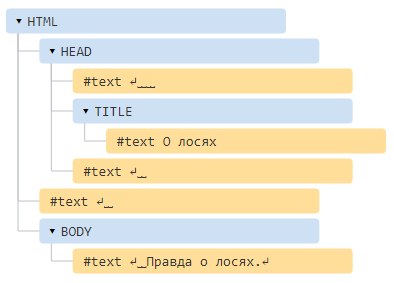 ▼ HTML
▼ HEAD
#text ↵␣␣␣␣
▼ TITLE
#text О лосях
#text ↵␣␣
#text ↵␣␣
▼ BODY
#text ↵␣␣Правда о лосях.↵